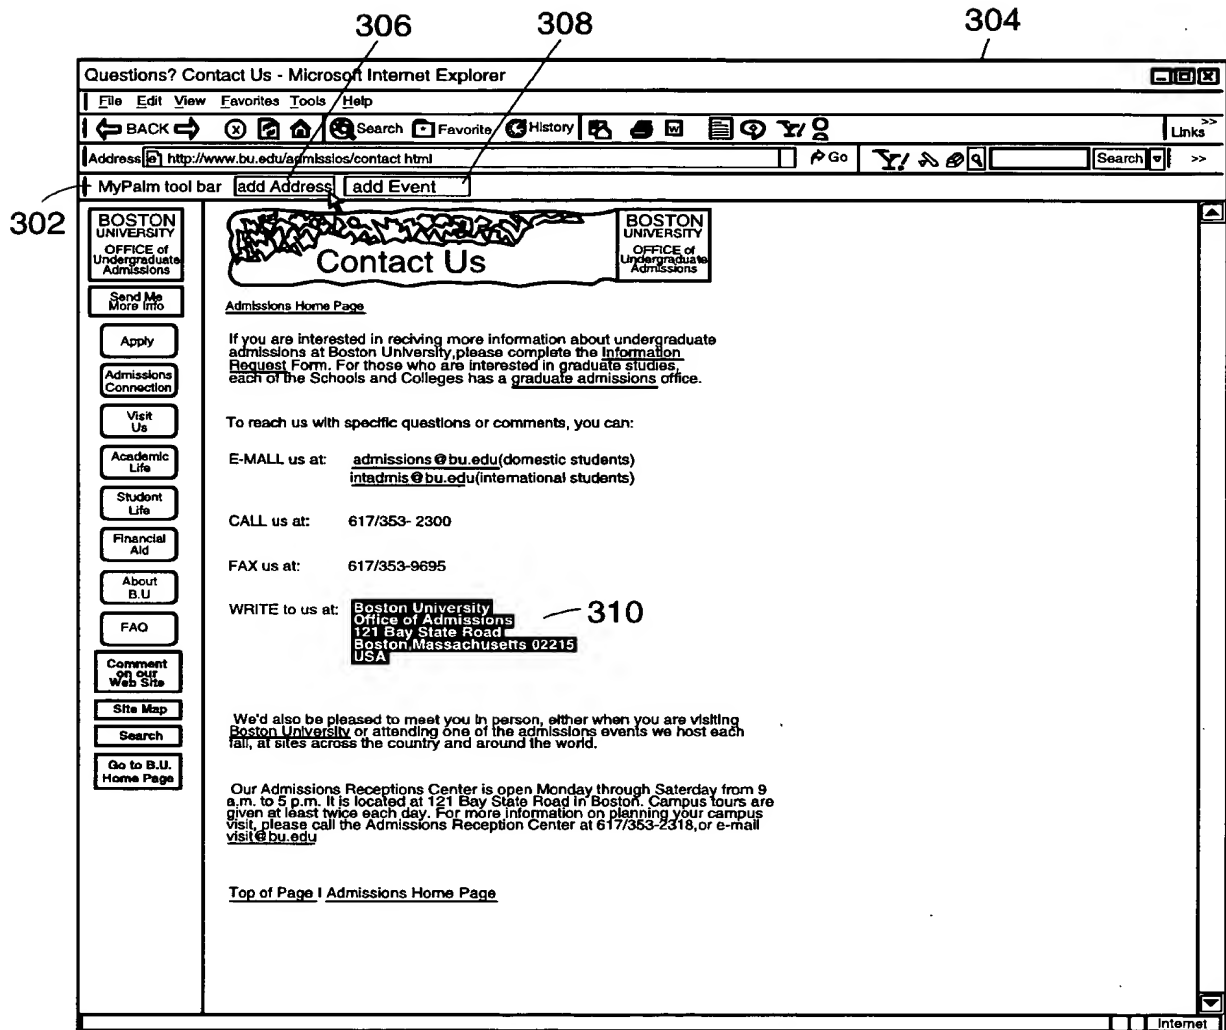 306
308
304
Questions? Contact Us - Microsoft Internet Explorer
File Edit View Favorites Tools Help
BACK Search Favorite History W Links >>
Address e http://www.bu.edu/admissios/contact html Go Y! Search >>
302
MyPalm tool bar add Address add Event
BOSTON
UNIVERSITY
OFFICE of
Undergraduate
Admissions
Send Me
More Info
Apply
Admissions
Connection
Visit
Us
Academic
Life
Student
Life
Financial
Aid
About
B.U
FAQ
Comment
on our
Web Site
Site Map
Search
Go to B.U.
Home Page
Contact Us
BOSTON
UNIVERSITY
OFFICE of
Undergraduate
Admissions
Admissions Home Page
If you are interested in reciving more information about undergraduate
admissions at Boston University,please complete the Information
Request Form. For those who are interested in graduate studies,
each of the Schools and Colleges has a graduate admissions office.
To reach us with specific questions or comments, you can:
E-MALL us at: admissions@bu.edu(domestic students)
intadmis@bu.edu(international students)
CALL us at: 617/353- 2300
FAX us at: 617/353-9695
WRITE to us at: Boston University
Office of Admissions
121 Bay State Road
Boston,Massachusetts 02215
USA
310
We'd also be pleased to meet you in person, either when you are visiting
Boston University or attending one of the admissions events we host each
fall, at sites across the country and around the world.
Our Admissions Receptions Center is open Monday through Saterday from 9
a.m. to 5 p.m. It is located at 121 Bay State Road in Boston. Campus tours are
given at least twice each day. For more information on planning your campus
visit, please call the Admissions Reception Center at 617/353-2318,or e-mail
visit@bu.edu
Top of Page I Admissions Home Page
Internet